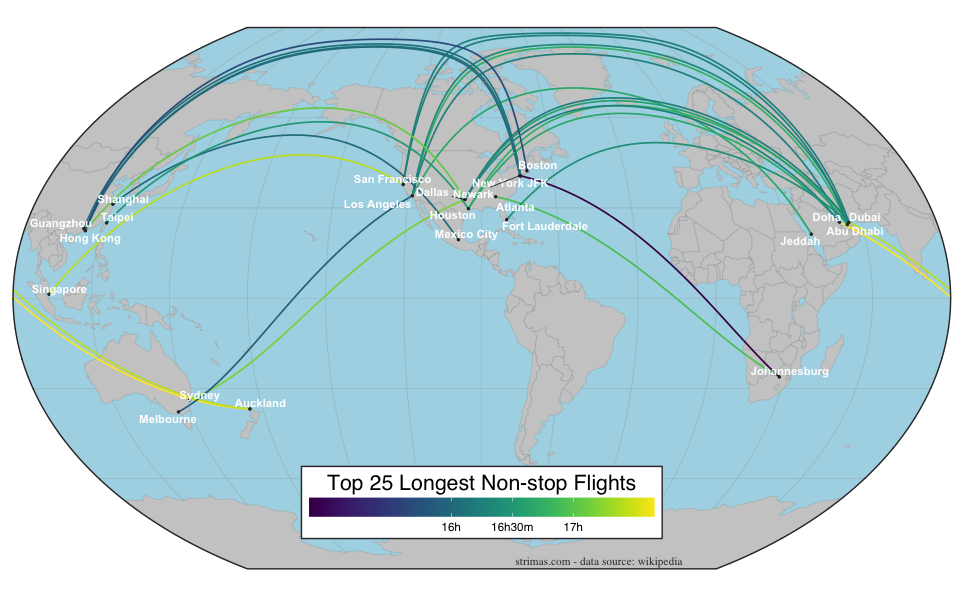 Boston
San Francisco
New York JFK
Dallas
Newark
Shanghai
Los Angeles
Atlanta
Houston
Taipei
Doha
Dubai
Guangzhou
Fort Lauderdale
Abu Dhabi
Hong Kong
Mexico City
Jeddah
Singapore
Johannesburg
Sydney
Auckland
Melbourne
Top 25 Longest Non-stop Flights
16h 16h30m 17h
strimas.com - data source: wikipedia